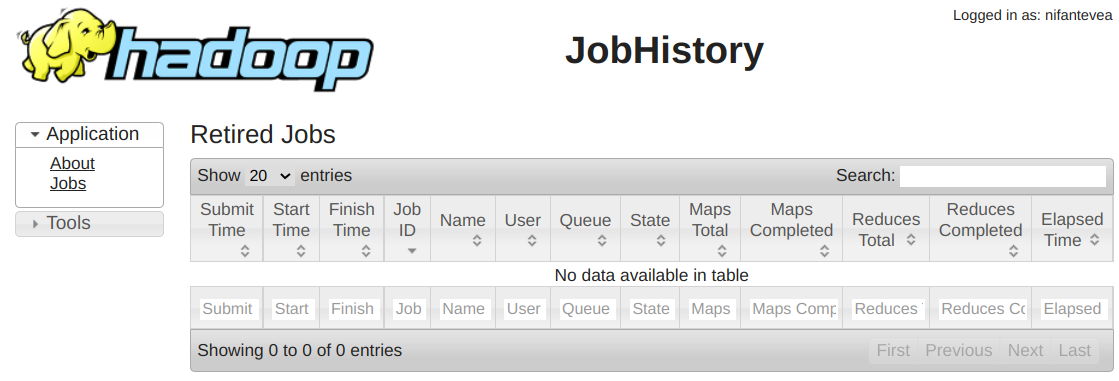 Logged in as: nifantevea
hadoop
JobHistory
Application
About
Jobs
Tools
Retired Jobs
Show 20 entries
Search:
Submit Time
Start Time
Finish Time
Job ID
Name
User
Queue
State
Maps Total
Maps Completed
Reduces Total
Reduces Completed
Elapsed Time
No data available in table
Submit
Start
Finish
Job
Name
User
Queue
State
Maps
Maps Comp
Reduces
Reduces Co
Elapsed
Showing 0 to 0 of 0 entries
First Previous Next Last